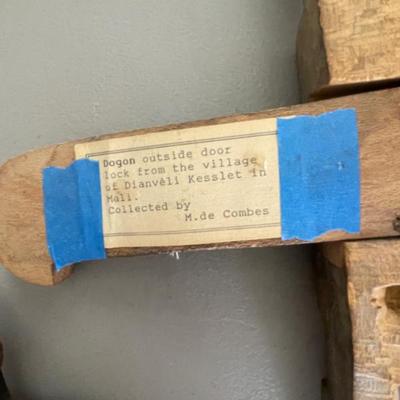 Dogon outside door
lock from the village
of Dianvéli Kesslet in
Mali.
Collected by
M.de Combes